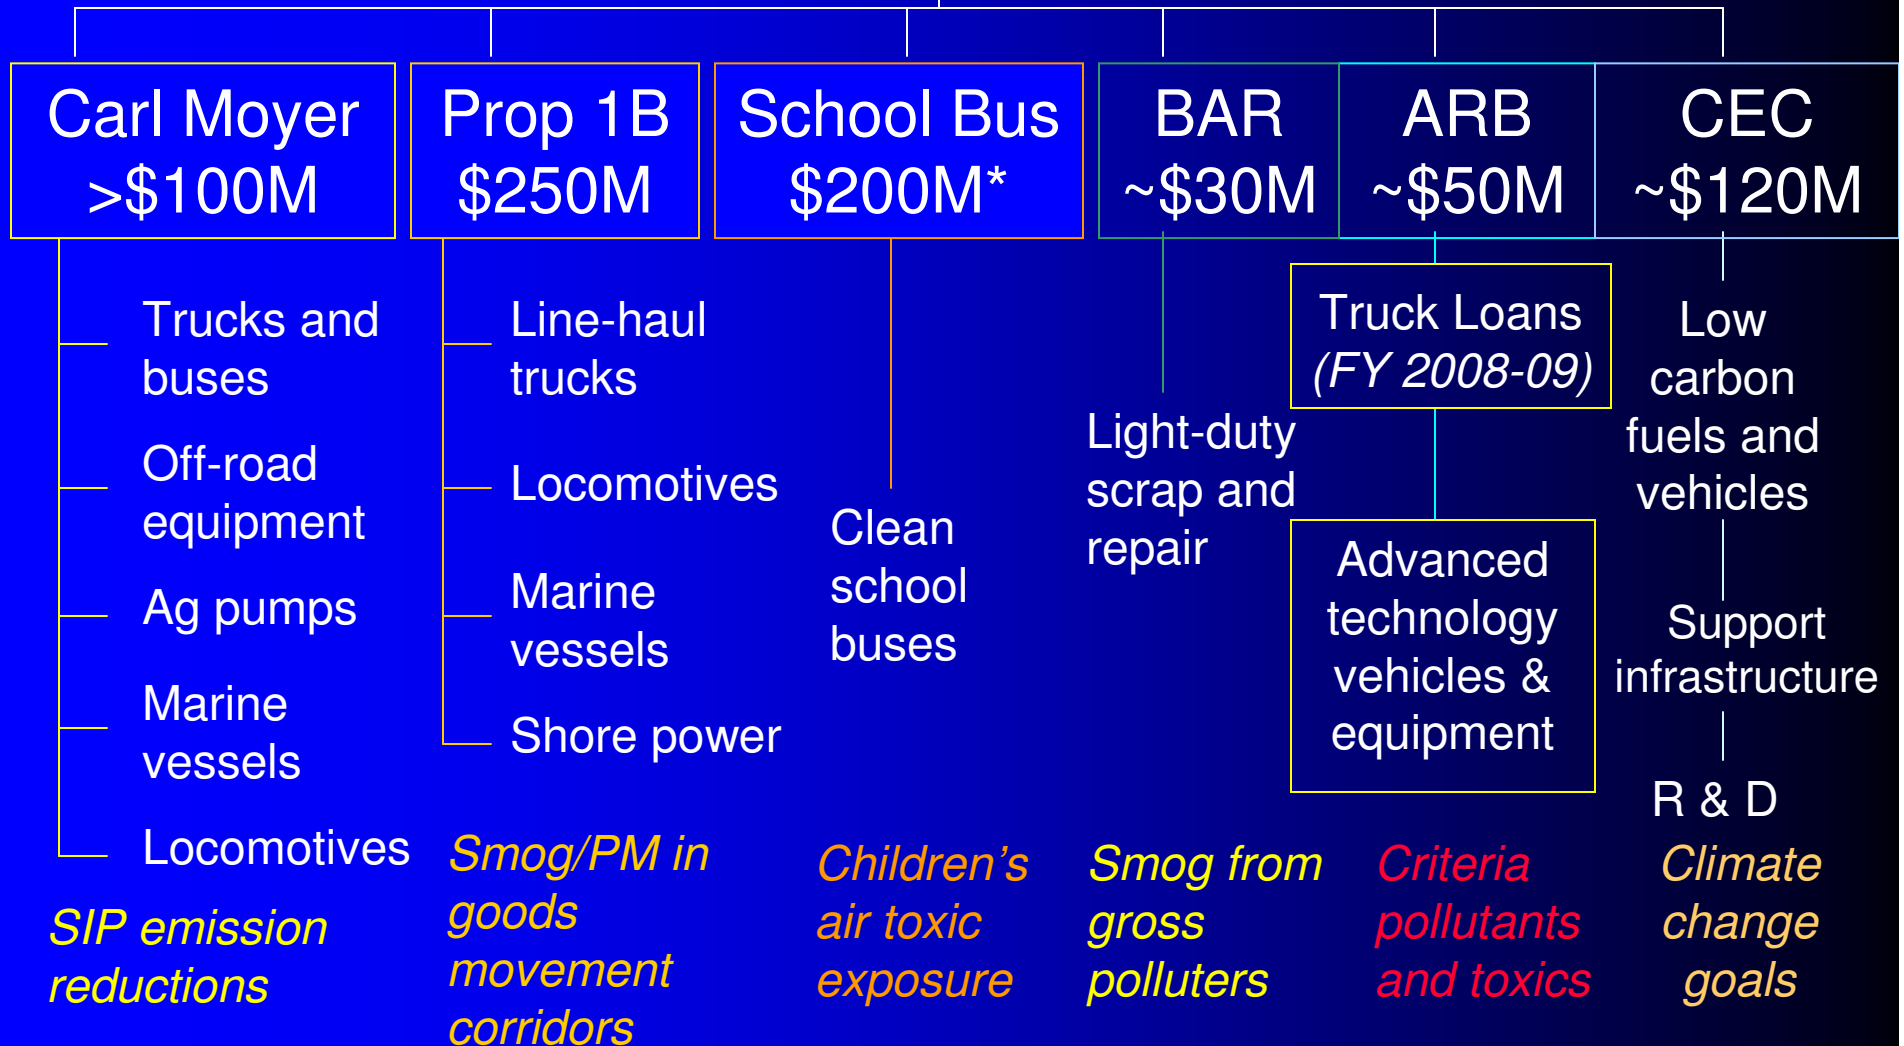 Carl Moyer
>$100M
Prop 1B
$250M
School Bus
$200M*
BAR
~$30M
ARB
~$50M
CEC
~$120M
Trucks and
buses
Off-road
equipment
Ag pumps
Marine
vessels
Locomotives
SIP emission
reductions
Line-haul
trucks
Locomotives
Marine
vessels
Shore power
Smog/PM in
goods
movement
corridors
Clean
school
buses
Children’s
air toxic
exposure
Light-duty
scrap and
repair
Smog from
gross
polluters
Truck Loans
(FY 2008-09)
Advanced
technology
vehicles &
equipment
Criteria
pollutants
and toxics
Low
carbon
fuels and
vehicles
Support
infrastructure
R & D
Climate
change
goals